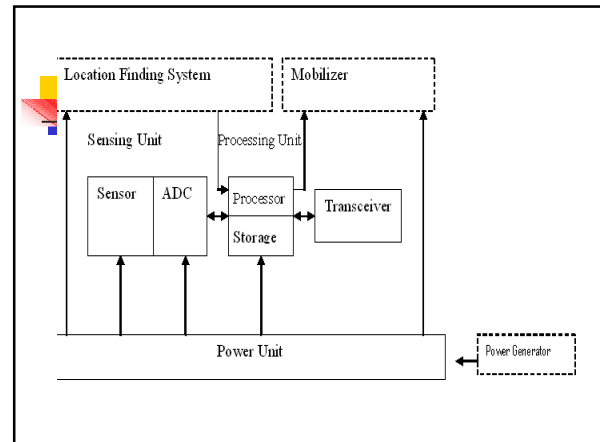 Location Finding System
Mobilizer
Sensing Unit
Processing Unit
Sensor
ADC
Processor
Storage
Transceiver
Power Unit
Power Generator